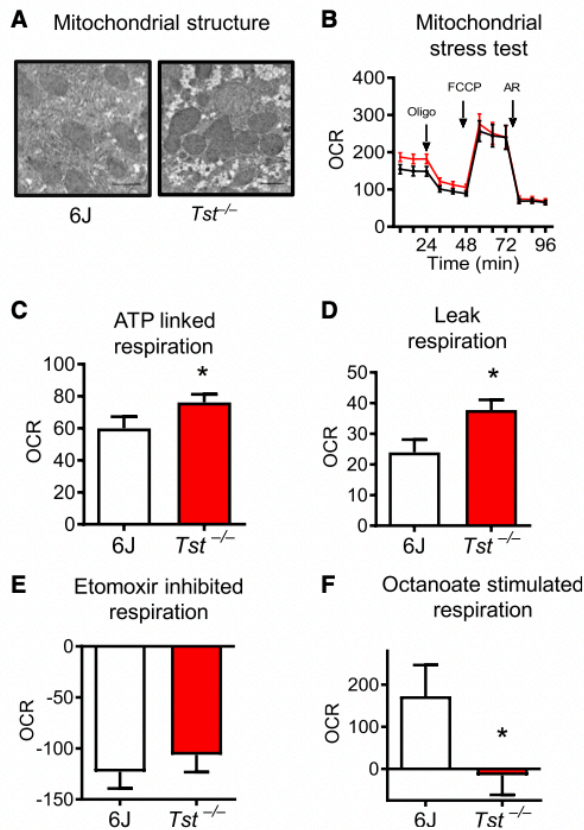 A Mitochondrial structure
6J
Tst–/–
B Mitochondrial
stress test
OCR
400
300
200
100
0
Oligo
FCCP
AR
24
48
72
96
Time (min)
C
ATP linked
respiration
OCR
100
80
60
40
20
0
*
6J
Tst –/–
D
Leak
respiration
OCR
50
40
30
20
10
0
*
6J
Tst –/–
E Etomoxir inhibited
respiration
OCR
0
-50
-100
-150
6J
Tst –/–
F Octanoate stimulated
respiration
OCR
200
100
0
*
6J
Tst –/–